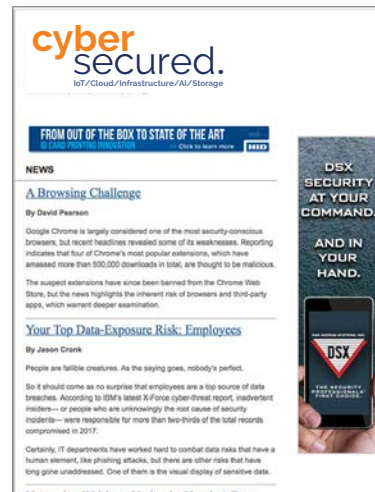 cyber
secured.
IoT/Cloud/Infrastructure/AI/Storage
FROM OUT OF THE BOX TO STATE OF THE ART
ID CARD PRINTING INNOVATION
Click to learn more
HID
NEWS
A Browsing Challenge
By David Pearson
Google Chrome is largely considered one of the most security-conscious
browsers, but recent headlines revealed some of its weaknesses. Reporting
indicates that four of Chrome's most popular extensions, which have
amassed more than 500,000 downloads in total, are thought to be malicious.
The suspect extensions have since been banned from the Chrome Web
Store, but the news highlights the inherent risk of browsers and third-party
apps, which warrant deeper examination.
Your Top Data-Exposure Risk: Employees
By Jason Cronk
People are fallible creatures. As the saying goes, nobody's perfect.
So it should come as no surprise that employees are a top source of data
breaches. According to IBM's latest X-Force cyber-threat report, inadvertent
insiders— or people who are unknowingly the root cause of security
incidents— were responsible for more than two-thirds of the total records
compromised in 2017.
Certainly, IT departments have worked hard to combat data risks that have a
human element, like phishing attacks, but there are other risks that have
long gone unaddressed. One of them is the visual display of sensitive data.
DSX
SECURITY
AT YOUR
COMMAND.
AND IN
YOUR
HAND.
DSX ACCESS SYSTEMS, INC.
DSX
THE SECURITY
PROFESSIONALS'
FIRST CHOICE.